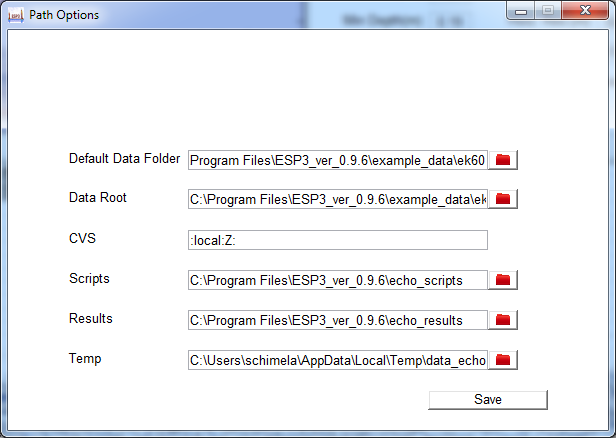 Path Options
Default Data Folder Program Files\ESP3_ver_0.9.6\example_data\ek60
Data Root C:\Program Files\ESP3_ver_0.9.6\example_data\ek
CVS :local:Z:
Scripts C:\Program Files\ESP3_ver_0.9.6\echo_scripts
Results C:\Program Files\ESP3_ver_0.9.6\echo_results
Temp C:\Users\schimela\AppData\Local\Temp\data_echo
Save